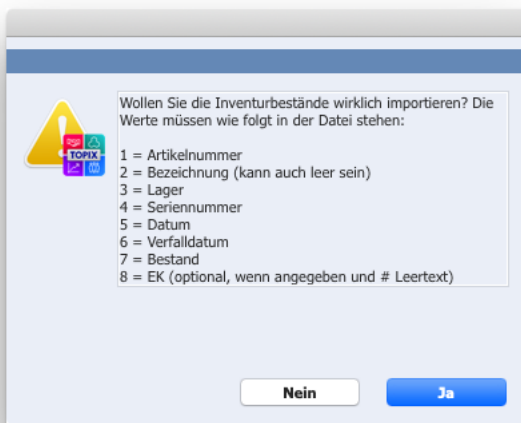 Wollen Sie die Inventurbestände wirklich importieren? Die
Werte müssen wie folgt in der Datei stehen:
1 = Artikelnummer
2 = Bezeichnung (kann auch leer sein)
3 = Lager
4 = Seriennummer
5 = Datum
6 = Verfalldatum
7 = Bestand
8 = EK (optional, wenn angegeben und # Leertext)
TOPIX
Nein
Ja